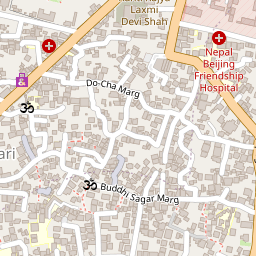 Laxmi
Devi Shah
Nepal
Beijing
Friendship
Hospital
Do-Cha Marg
ari
ॐ
ॐ
Buddhi Sagar Marg